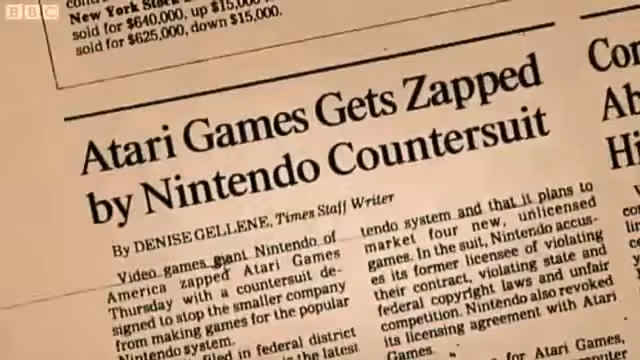 BBC
New York Stock
sold for $640,000, up $15,000
sold for $625,000, down $15,000.
Atari Games Gets Zapped
by Nintendo Countersuit
By DENISE GELLENE, Times Staff Writer
Video games giant Nintendo of
America zapped Atari Games
Thursday with a countersuit de-
signed to stop the smaller company
from making games for the popular
Nintendo system.
filed in federal district
is the latest
tendo system and that it plans to
market four new, unlicensed
games. In the suit, Nintendo accus-
es its former licensee of violating
their contract, violating state and
federal copyright laws and unfair
competition. Nintendo also revoked
its licensing agreement with Atari
Games.
for Atari Games,
Con
Ab
Hi